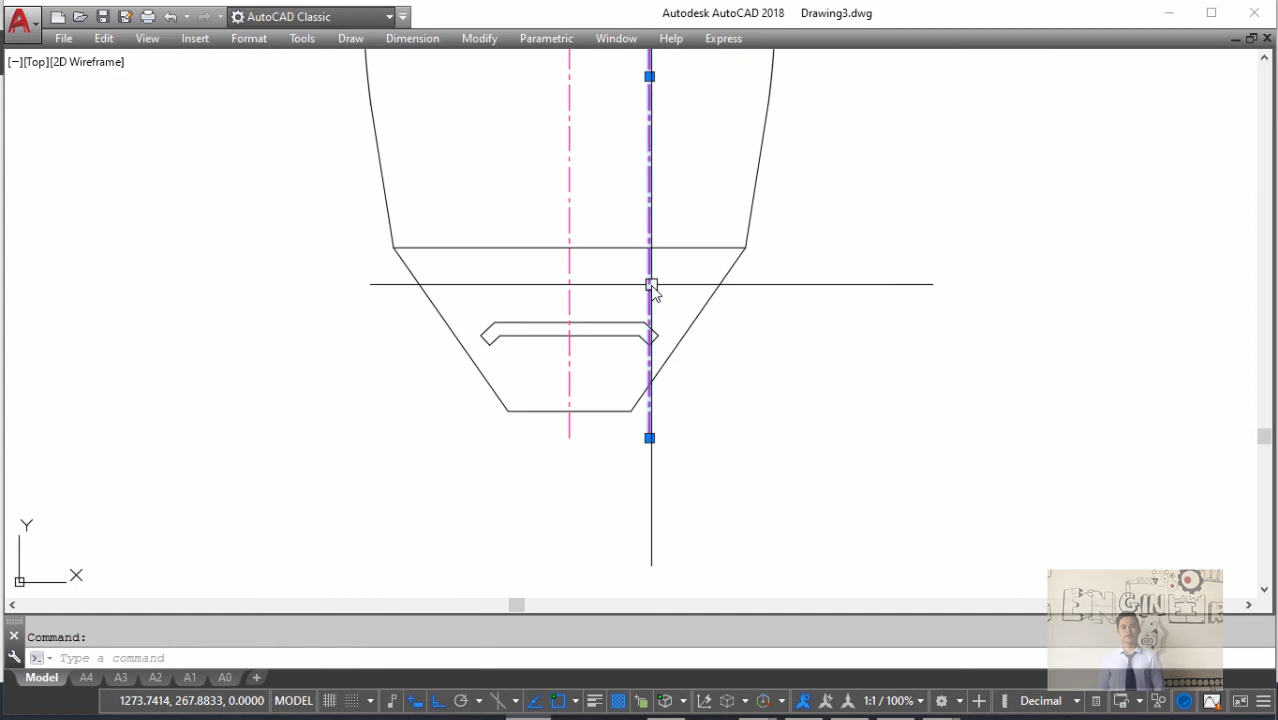 AutoCAD Classic
Autodesk AutoCAD 2018 Drawing3.dwg
File Edit View Insert Format Tools Draw Dimension Modify Parametric Window Help Express
[−][Top][2D Wireframe]
Y
X
Command:
Type a command
ENGINEER
Model A4 A3 A2 A1 A0 +
1273.7414, 267.8833, 0.0000 MODEL 1:1 / 100% Decimal